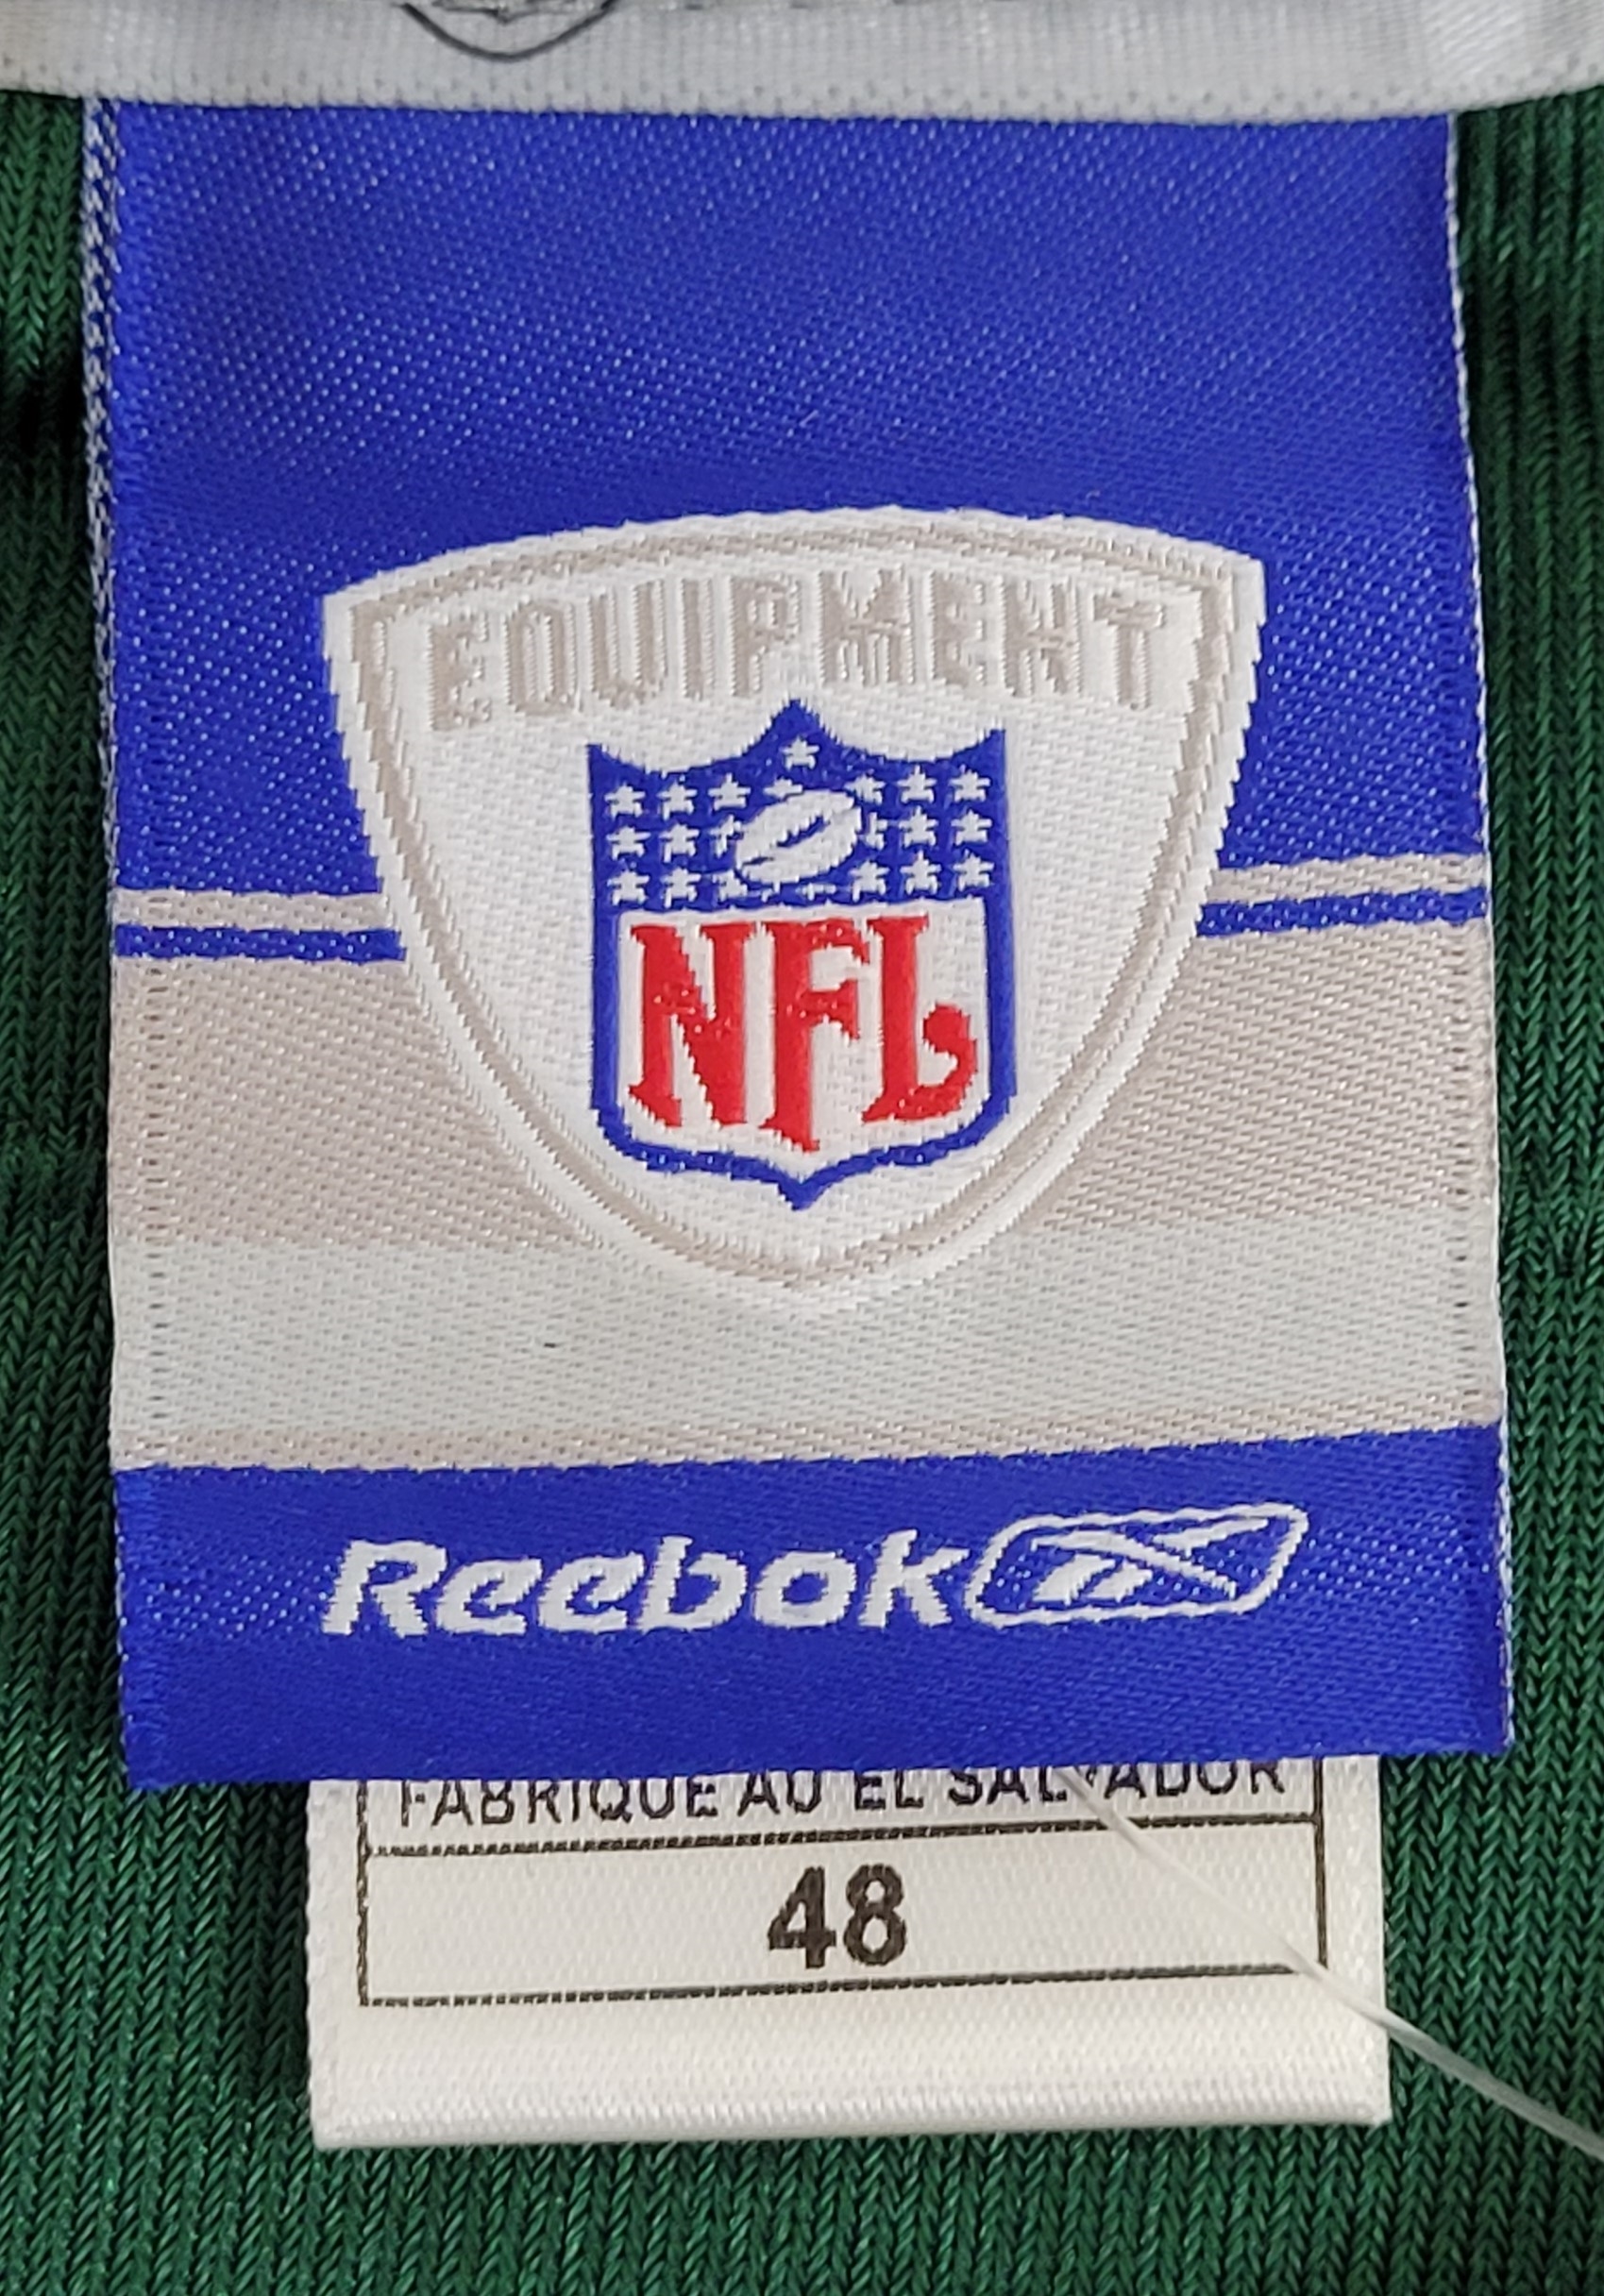 EQUIPMENT
NFL
Reebok
FABRIQUE AU EL SALVADOR
48